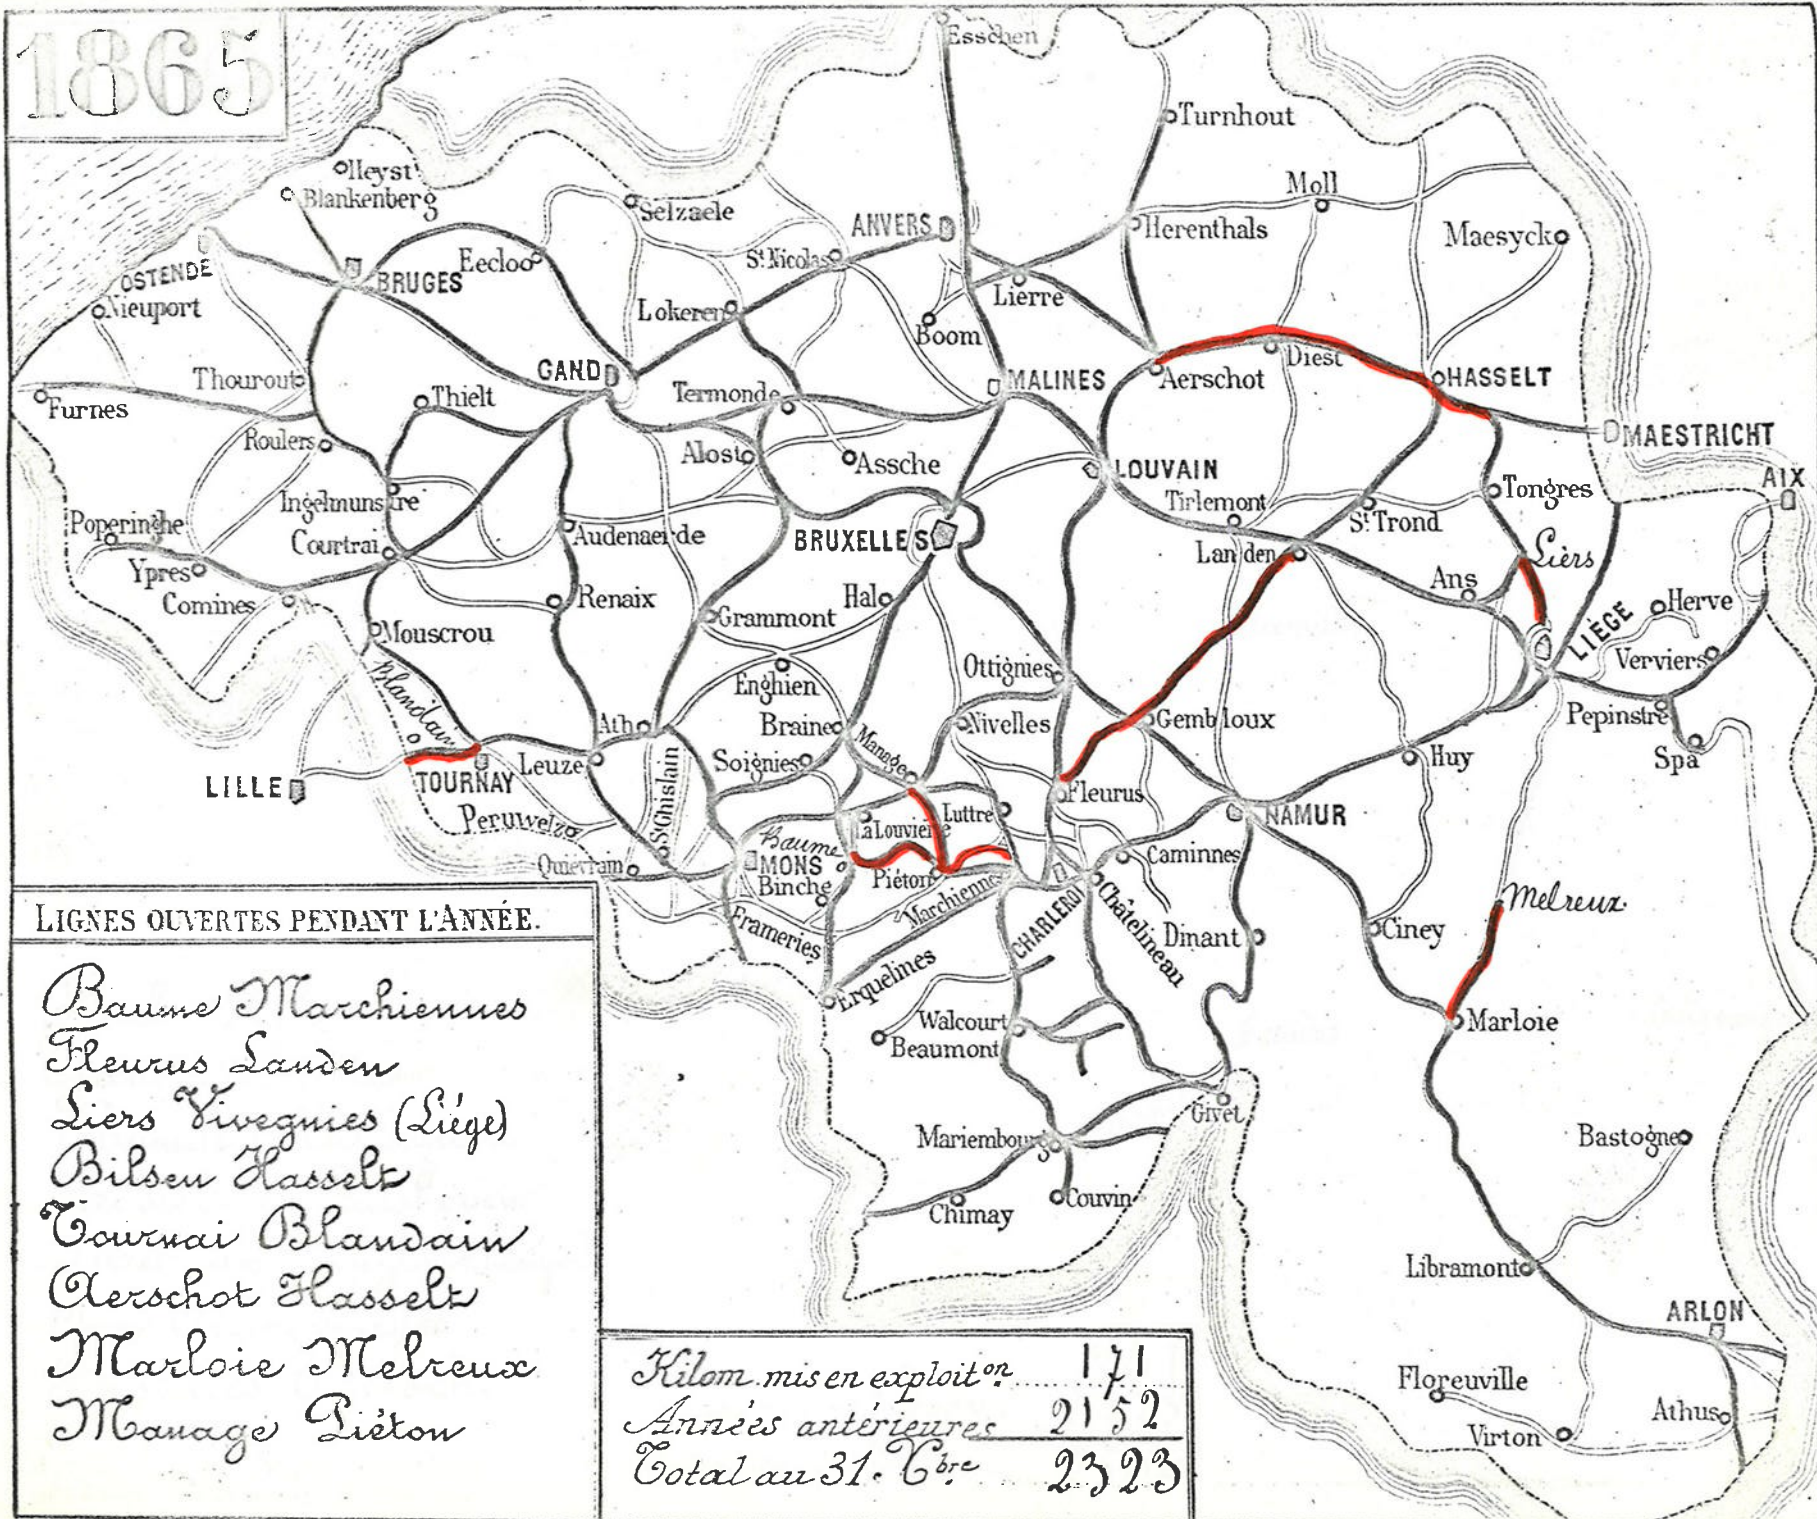 1865
Esschen
Turnhout
Heyst
Blankenberg
Moll
Selzaele
ANVERS
Herenthals
Maesyck
OSTENDE
BRUGES
Eecloo
St. Nicolas
Lierre
Nieuport
Lokeren
Boom
Diest
Thourout
GAND
Termonde
MALINES
Aerschot
HASSELT
Furnes
Thielt
Roulers
Alost
Assche
LOUVAIN
MAESTRICHT
AIX
Ingelmunstre
Tirlemont
Tongres
Poperinghe
Audenaerde
BRUXELLES
St. Trond
Courtrai
Landen
Liers
Ypres
Ans
Comines
Renaix
Hal
Herve
Grammont
LIÉGE
Mouscrou
Verviers
Enghien
Ottignies
Blandain
Ath
Braine
Nivelles
Gembloux
Pepinstre
Manage
LILLE
TOURNAY
Leuze
Soignies
Huy
Spa
St. Ghislain
Fleurus
Peruwelz
La Louvière
Luttre
NAMUR
Baume
Quievrain
MONS
Caminnes
Binche
Piéton
Marchiennes
CHARLEROI
Châtelineau
Melreux
Frameries
Dinant
Ciney
Erquelines
Walcourt
Marloie
Beaumont
Givet
Mariembourg
Bastogne
Couvin
Chimay
Libramont
ARLON
Floreuville
Athus
Virton
LIGNES OUVERTES PENDANT L'ANNÉE.
Baume Marchiennes
Fleurus Landen
Liers Vivegnies (Liége)
Bilsen Hasselt
Tournai Blandain
Aerschot Hasselt
Marloie Melreux
Manage Piéton
Kilom. mis en exploiton. 171
Années antérieures 2152
Total au 31. Xbre 2323